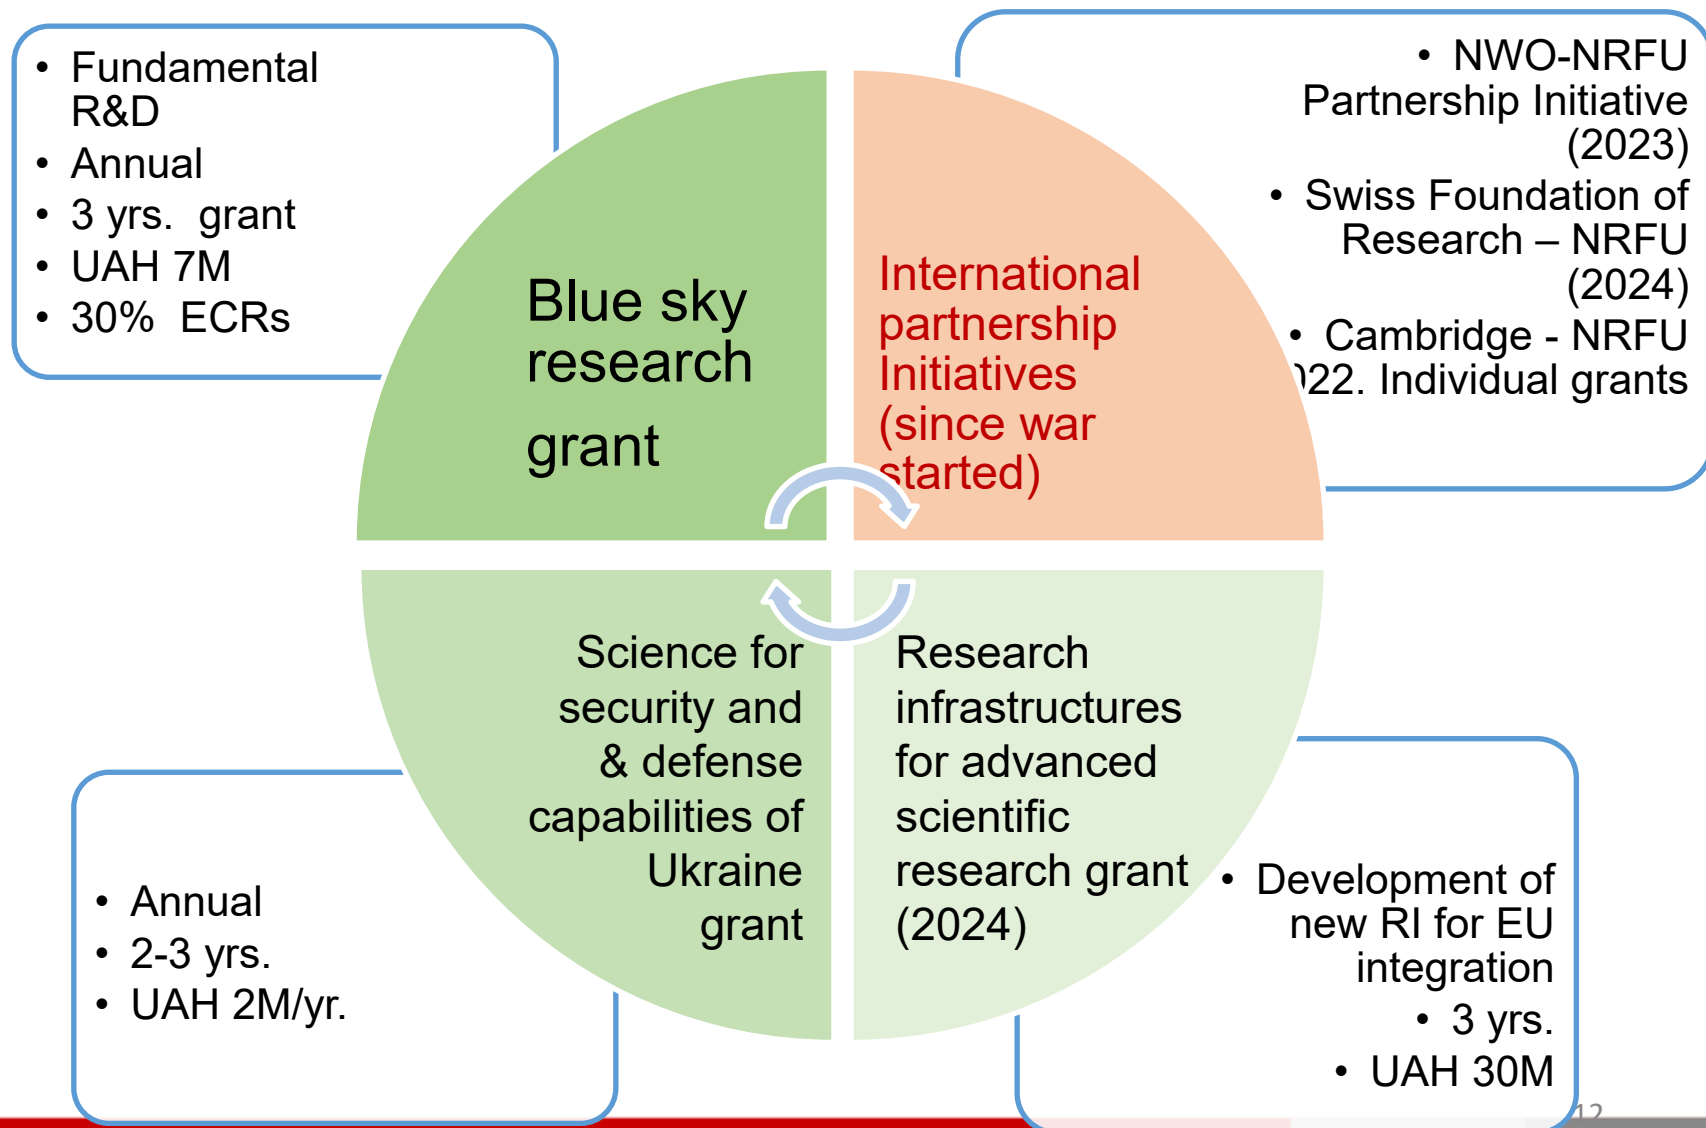 • Fundamental
R&D
• Annual
• 3 yrs. grant
• UAH 7M
• 30% ECRs
Blue sky
research
grant
International
partnership
Initiatives
(since war
started)
• NWO-NRFU
Partnership Initiative
(2023)
• Swiss Foundation of
Research – NRFU
(2024)
• Cambridge - NRFU
22. Individual grants
Science for
security and
& defense
capabilities of
Ukraine
grant
• Annual
• 2-3 yrs.
• UAH 2M/yr.
Research
infrastructures
for advanced
scientific
research grant
(2024)
• Development of
new RI for EU
integration
• 3 yrs.
• UAH 30M
12